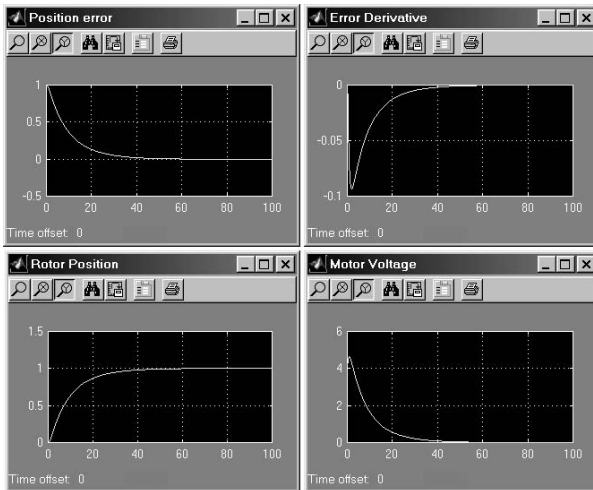 Position error
1
0.5
0
-0.5
0 20 40 60 80 100
Time offset: 0
Error Derivative
0
-0.05
-0.1
0 20 40 60 80 100
Time offset: 0
Rotor Position
1.5
1
0.5
0
0 20 40 60 80 100
Time offset: 0
Motor Voltage
6
4
2
0
0 20 40 60 80 100
Time offset: 0